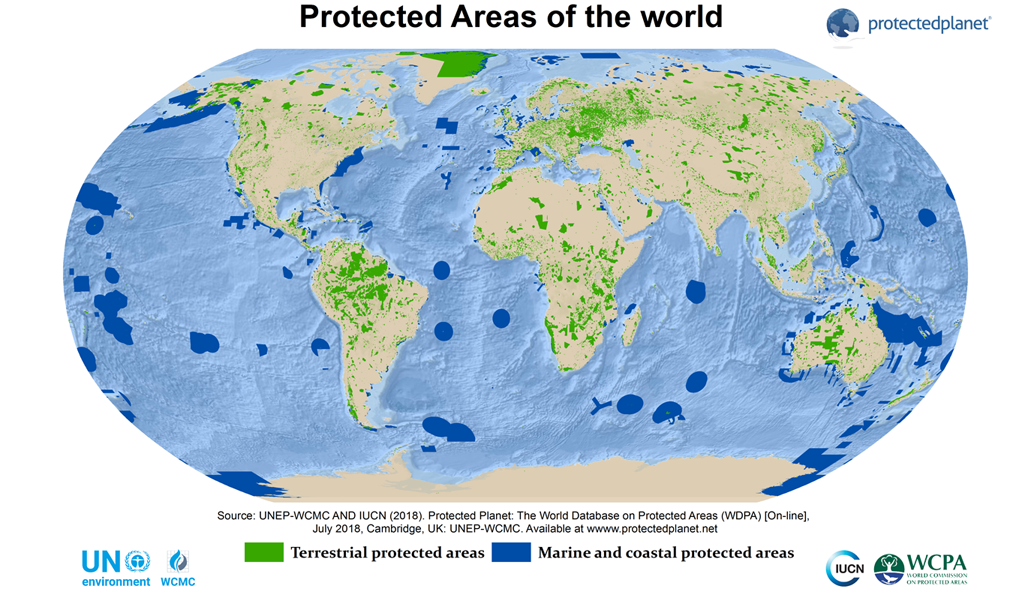 Protected Areas of the world
protectedplanet®
Source: UNEP-WCMC AND IUCN (2018). Protected Planet: The World Database on Protected Areas (WDPA) [On-line],
July 2018, Cambridge, UK: UNEP-WCMC. Available at wwww.protectedplanet.net
Terrestrial protected areas
Marine and coastal protected areas
UN
environment
WCMC
IUCN
WCPA
WORLD COMMISSION
ON PROTECTED AREAS